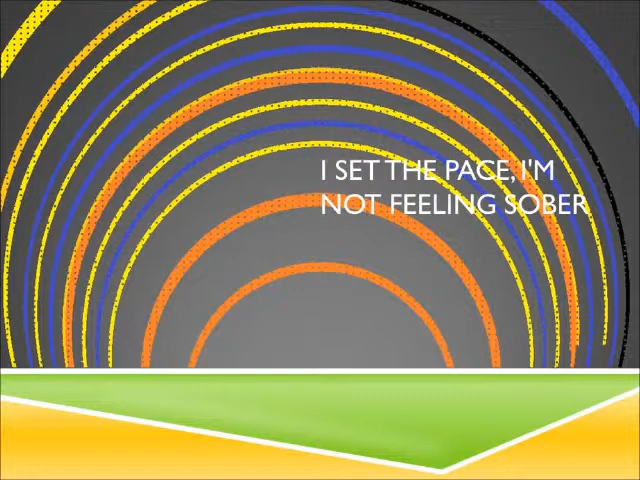 I SET THE PACE, I'M
NOT FEELING SOBER